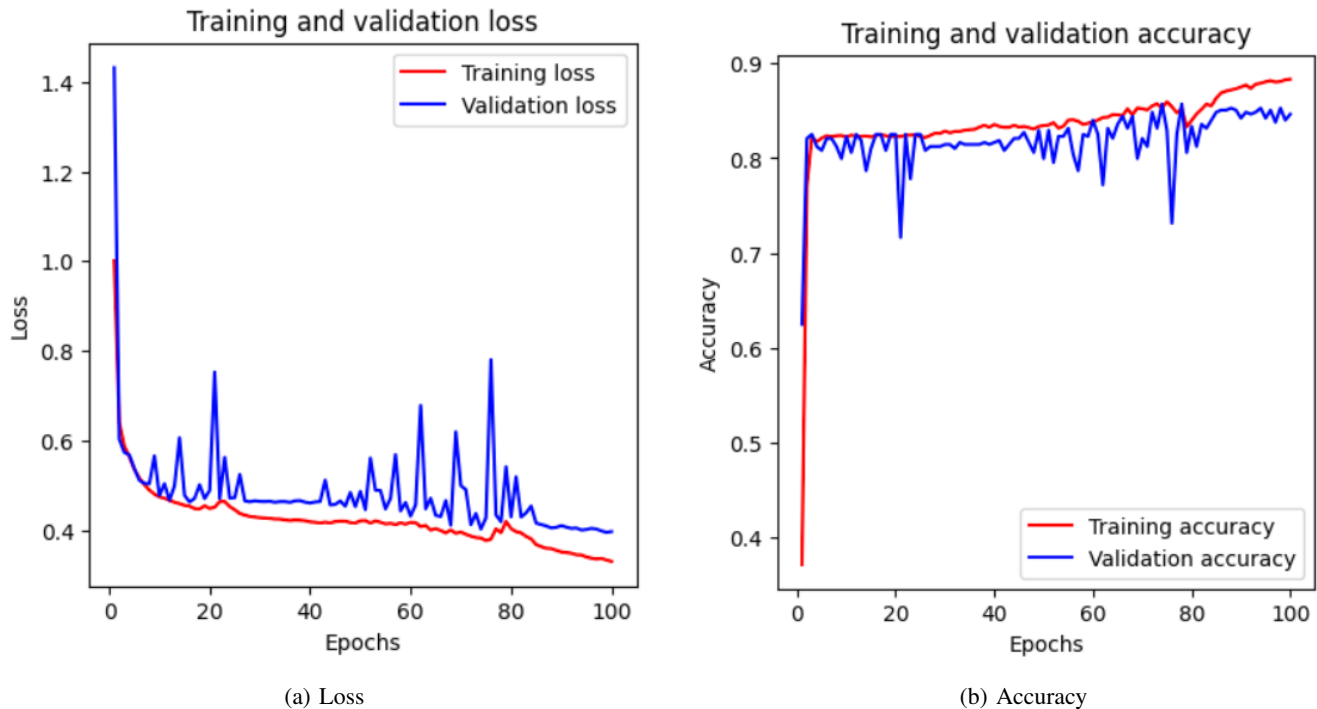 Training and validation loss
Training loss
Validation loss
1.4
1.2
1.0
0.8
0.6
0.4
Loss
0
20
40
60
80
100
Epochs
(a) Loss
Training and validation accuracy
0.9
0.8
0.7
0.6
0.5
0.4
Accuracy
Training accuracy
Validation accuracy
0
20
40
60
80
100
Epochs
(b) Accuracy